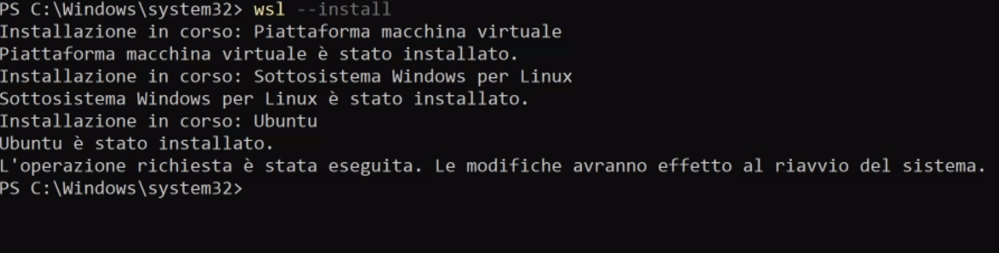 PS C:\Windows\system32> wsl --install
Installazione in corso: Piattaforma macchina virtuale
Piattaforma macchina virtuale è stato installato.
Installazione in corso: Sottosistema Windows per Linux
Sottosistema Windows per Linux è stato installato.
Installazione in corso: Ubuntu
Ubuntu è stato installato.
L'operazione richiesta è stata eseguita. Le modifiche avranno effetto al riavvio del sistema.
PS C:\Windows\system32>